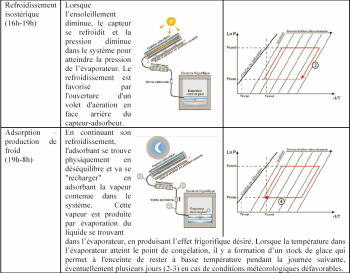 Refroidissement
isostérique
(16h-19h)
Lorsque
l'ensoleillement
diminue, le capteur
se refroidit et la
pression diminue
dans le système pour
atteindre la pression
de l'évaporateur. Le
refroidissement est
favorisé par
l'ouverture d'un
volet d'aération en
face arrière du
capteur-adsorbeur.
Ln P
Pcond
Pevap
Tevap
Tcond
-1/T
3
Adsorption –
production de
froid
(19h-8h)
En continuant son
refroidissement,
l'adsorbant se trouve
physiquement en
déséquilibre et va se
"recharger" en
adsorbant la vapeur
contenue dans le
système. Cette
vapeur est produite
par évaporation du
liquide se trouvant
dans l'évaporateur, en produisant l'effet frigorifique désiré. Lorsque la température dans
l'évaporateur atteint le point de congélation, il y a formation d'un stock de glace qui
permet à l'enceinte de rester à basse température pendant la journée suivante,
éventuellement plusieurs jours (2-3) en cas de conditions météorologiques défavorables.
Ln P
Pcond
Pevap
Tevap
Tcond
-1/T
4